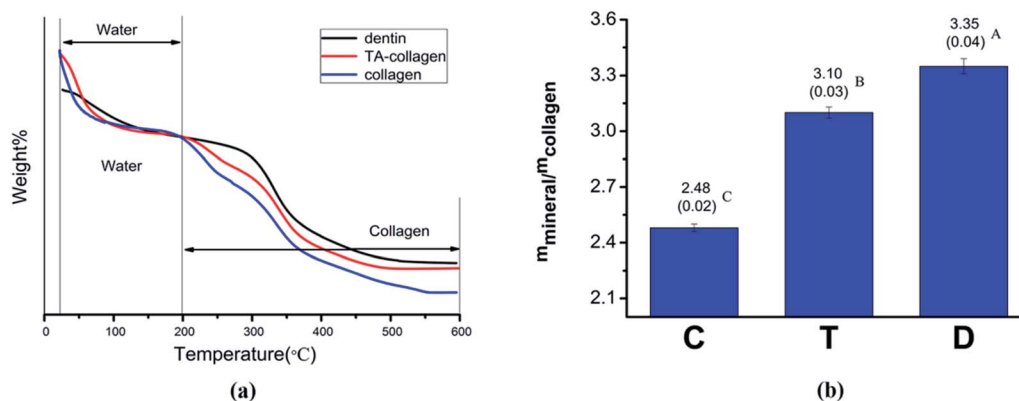 Water
dentin
TA-collagen
collagen
Weight%
Water
Collagen
0 100 200 300 400 500 600
Temperature(°C)
(a)
3.6
3.3
3.0
2.7
2.4
2.1
m mineral/m collagen
2.48
(0.02) C
3.10
(0.03) B
3.35
(0.04) A
C T D
(b)